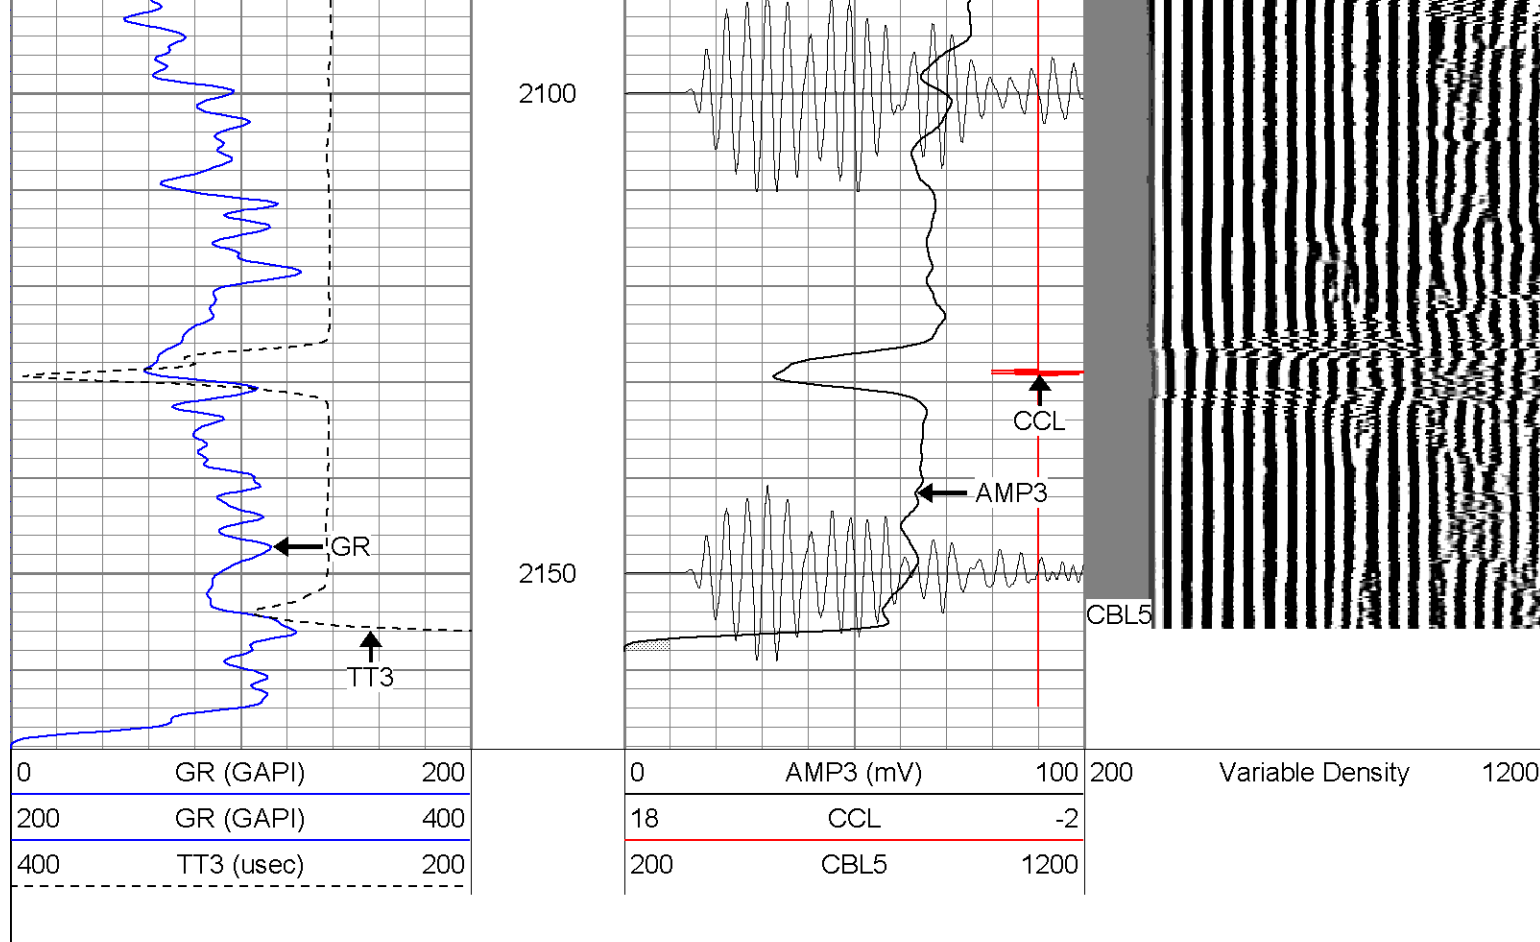 2100
CCL
AMP3
GR
2150
CBL5
TT3
0 GR (GAPI) 200 0 AMP3 (mV) 100 200 Variable Density 1200
200 GR (GAPI) 400 18 CCL -2
400 TT3 (usec) 200 200 CBL5 1200